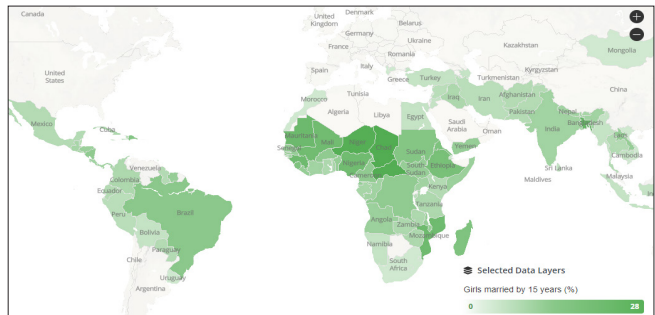 Canada
United
States
Mexico
Cuba
Venezuela
Colombia
Ecuador
Peru
Brazil
Bolivia
Paraguay
Chile
Uruguay
Argentina
United
Kingdom
Denmark
Belarus
Germany
Ukraine
France
Romania
Spain
Italy
Greece
Turkey
Kazakhstan
Kyrgyzstan
Turkmenistan
Mongolia
China
Morocco
Tunisia
Algeria
Libya
Egypt
Iraq
Iran
Afghanistan
Pakistan
Nepal
India
Bangladesh
Saudi
Arabia
Oman
Yemen
Mauritania
Mali
Niger
Chad
Sudan
Senegal
Nigeria
South
Sudan
Ethiopia
Cameroon
Kenya
Tanzania
Angola
Zambia
Mozambique
Namibia
South
Africa
Sri Lanka
Maldives
Laos
Cambodia
Malaysia
In
+
−
Selected Data Layers
Girls married by 15 years (%)
0 28